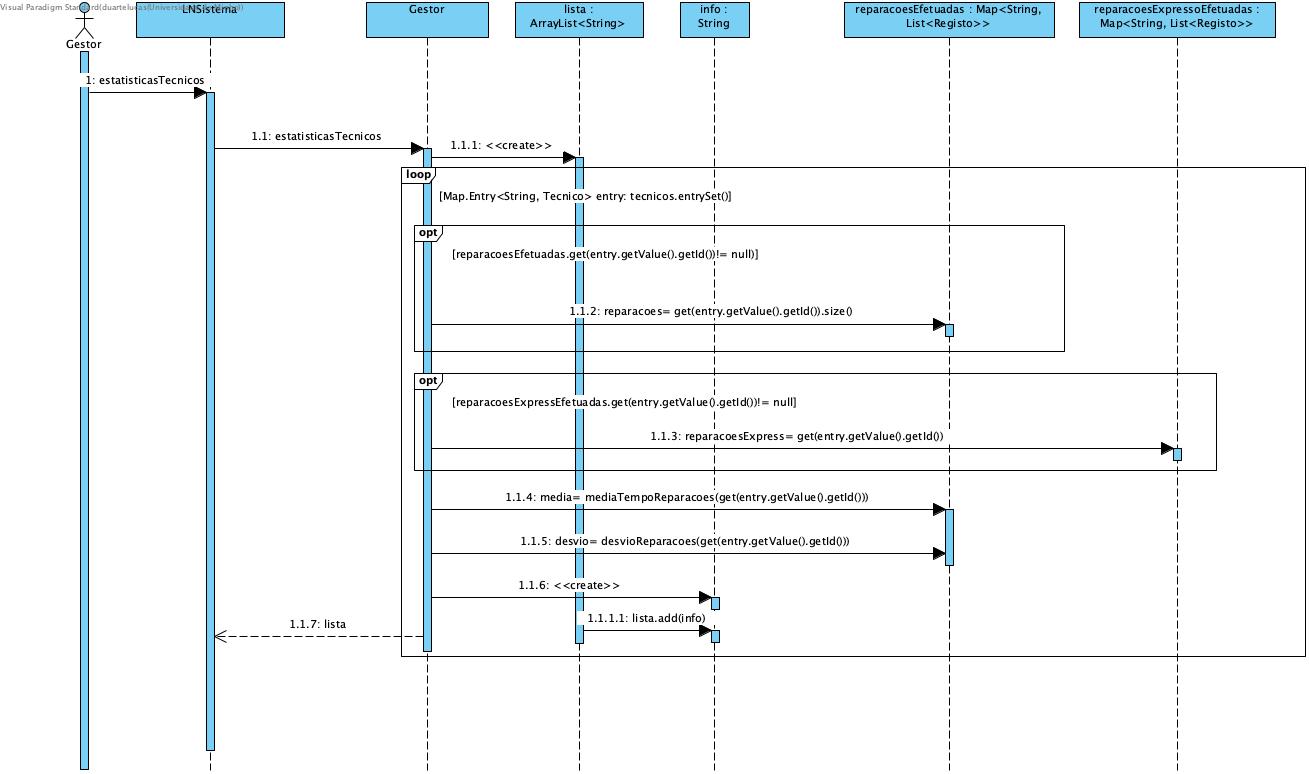 Visual Paradigm Standard(duartelucas(Universidade do Minho))
LNSistema
Gestor
lista :
ArrayList<String>
info :
String
reparacoesEfetuadas : Map<String,
List<Registo>>
reparacoesExpressoEfetuadas :
Map<String, List<Registo>>
Gestor
1: estatisticasTecnicos
1.1: estatisticasTecnicos
1.1.1: <<create>>
loop
[Map.Entry<String, Tecnico> entry: tecnicos.entrySet()]
opt
[reparacoesEfetuadas.get(entry.getValue().getId())!= null)]
1.1.2: reparacoes= get(entry.getValue().getId()).size()
opt
[reparacoesExpressEfetuadas.get(entry.getValue().getId())!= null]
1.1.3: reparacoesExpress= get(entry.getValue().getId())
1.1.4: media= mediaTempoReparacoes(get(entry.getValue().getId()))
1.1.5: desvio= desvioReparacoes(get(entry.getValue().getId()))
1.1.6: <<create>>
1.1.1.1: lista.add(info)
1.1.7: lista